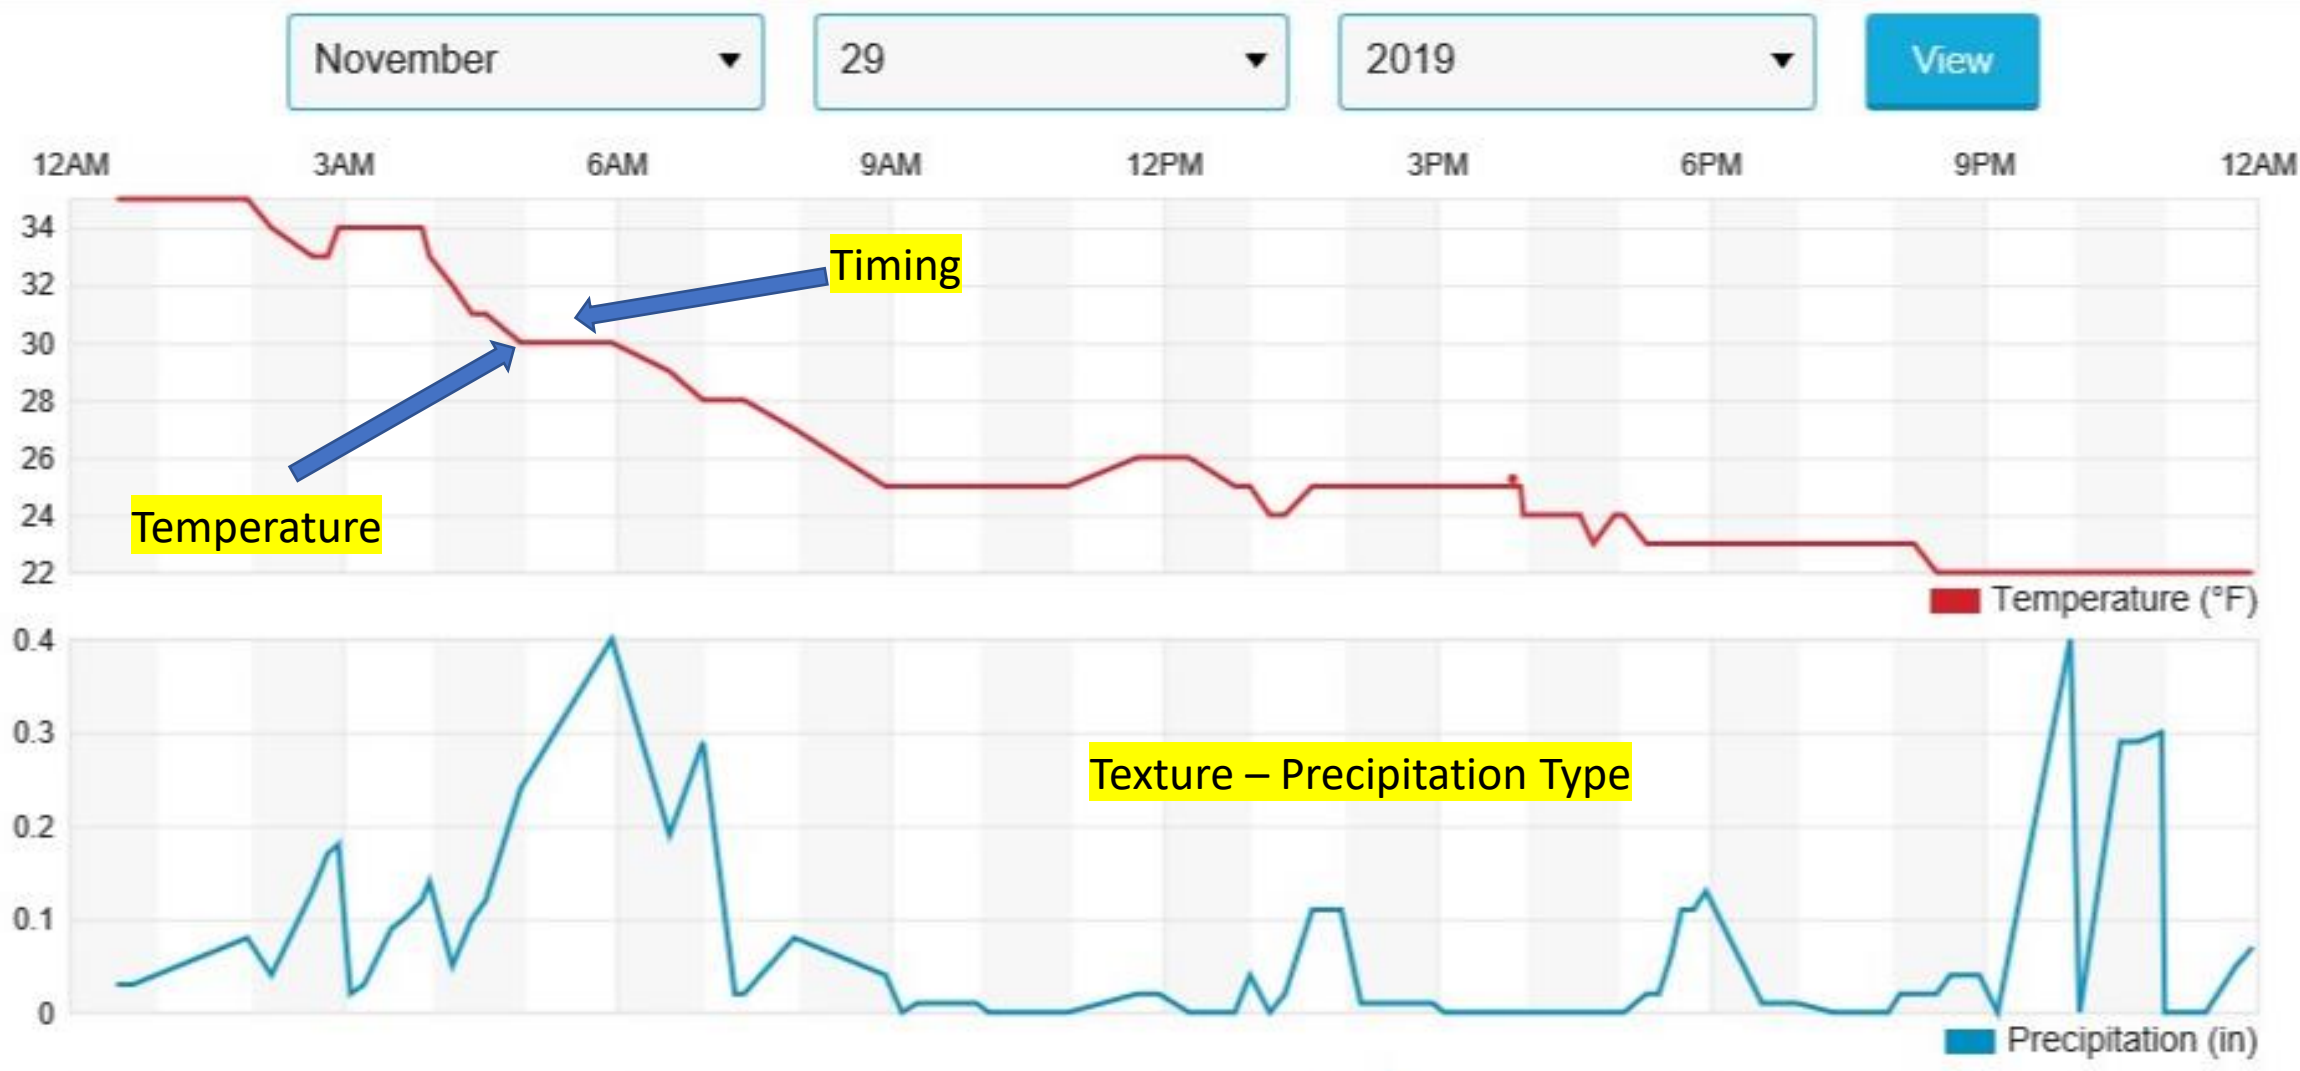 November 29 2019 View
12AM 3AM 6AM 9AM 12PM 3PM 6PM 9PM 12AM
34
Timing
32
30
28
26
24
Temperature
22
Temperature (°F)
0.4
0.3
Texture – Precipitation Type
0.2
0.1
0
Precipitation (in)